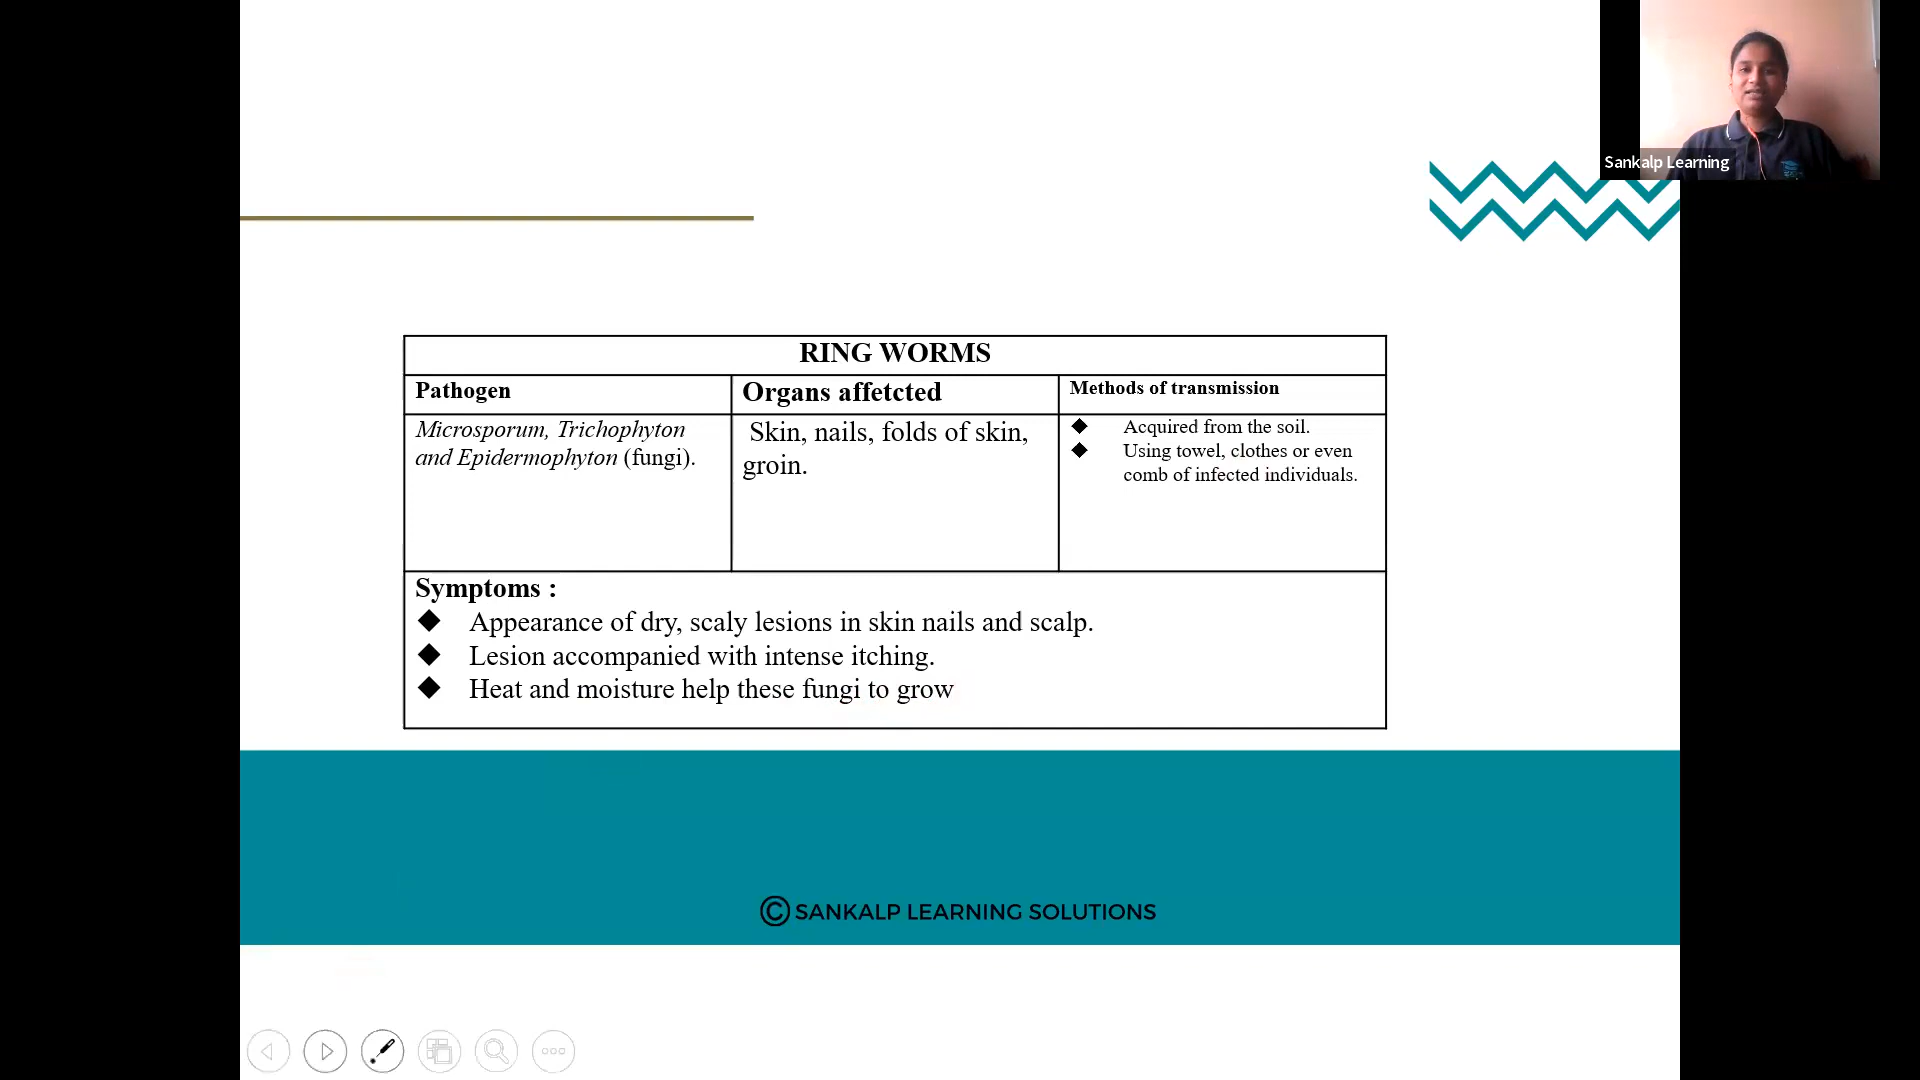 Sankalp Learning
RING WORMS
Pathogen
Organs affetcted
Methods of transmission
Microsporum, Trichophyton
and Epidermophyton (fungi).
Skin, nails, folds of skin,
groin.
◆ Acquired from the soil.
◆ Using towel, clothes or even
comb of infected individuals.
Symptoms :
◆ Appearance of dry, scaly lesions in skin nails and scalp.
◆ Lesion accompanied with intense itching.
◆ Heat and moisture help these fungi to grow
© SANKALP LEARNING SOLUTIONS